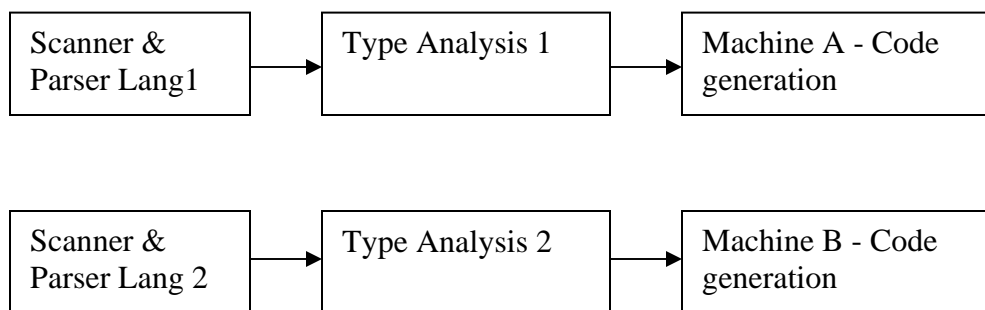 Scanner &
Parser Lang1
Type Analysis 1
Machine A - Code
generation
Scanner &
Parser Lang 2
Type Analysis 2
Machine B - Code
generation